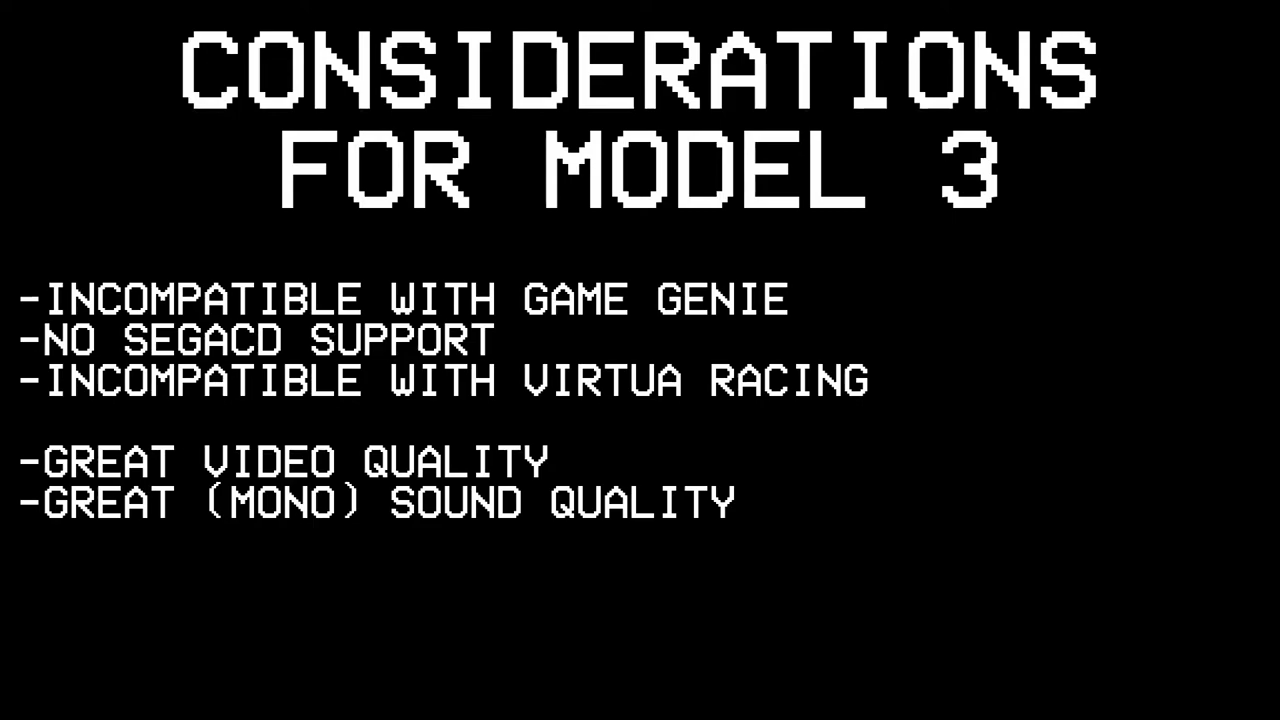 CONSIDERATIONS
FOR MODEL 3
-INCOMPATIBLE WITH GAME GENIE
-NO SEGACD SUPPORT
-INCOMPATIBLE WITH VIRTUA RACING
-GREAT VIDEO QUALITY
-GREAT (MONO) SOUND QUALITY